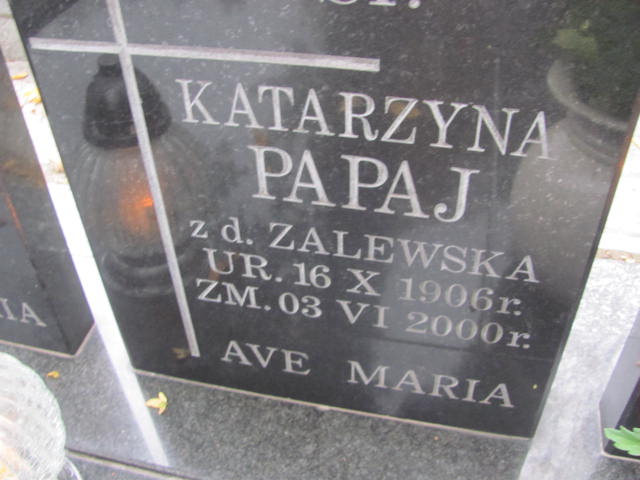 KATARZYNA
PAPAJ
z d. ZALEWSKA
UR. 16 X 1906r.
ZM. 03 VI 2000r.
AVE MARIA